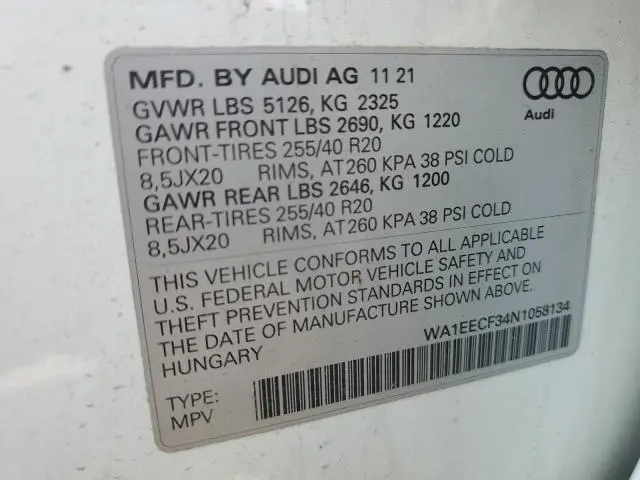 MFD. BY AUDI AG 11 21
GVWR LBS 5126, KG 2325
GAWR FRONT LBS 2690, KG 1220
FRONT-TIRES 255/40 R20
8,5JX20 RIMS, AT260 KPA 38 PSI COLD
GAWR REAR LBS 2646, KG 1200
REAR-TIRES 255/40 R20
8,5JX20 RIMS, AT260 KPA 38 PSI COLD
Audi
THIS VEHICLE CONFORMS TO ALL APPLICABLE
U.S. FEDERAL MOTOR VEHICLE SAFETY AND
THEFT PREVENTION STANDARDS IN EFFECT ON
THE DATE OF MANUFACTURE SHOWN ABOVE.
HUNGARY
WA1EECF34N1058134
TYPE:
MPV